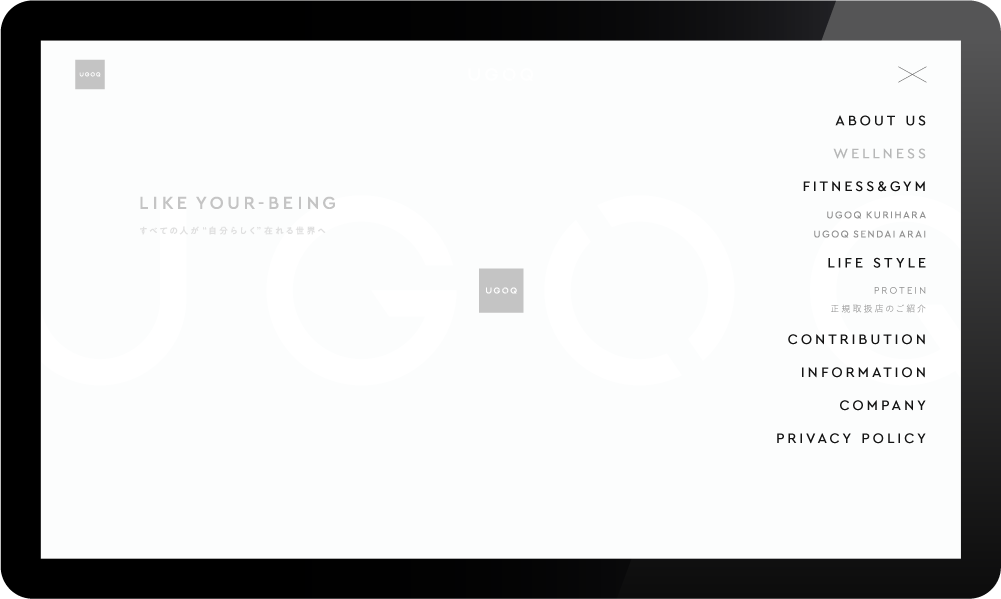 UGOQ
ABOUT US
WELLNESS
FITNESS&GYM
UGOQ KURIHARA
UGOQ SENDAI ARAI
LIFE STYLE
PROTEIN
正規取扱店のご紹介
CONTRIBUTION
INFORMATION
COMPANY
PRIVACY POLICY
LIKE YOUR-BEING
すべての人が“自分らしく”在れる世界へ
UGOQ
UGOQ